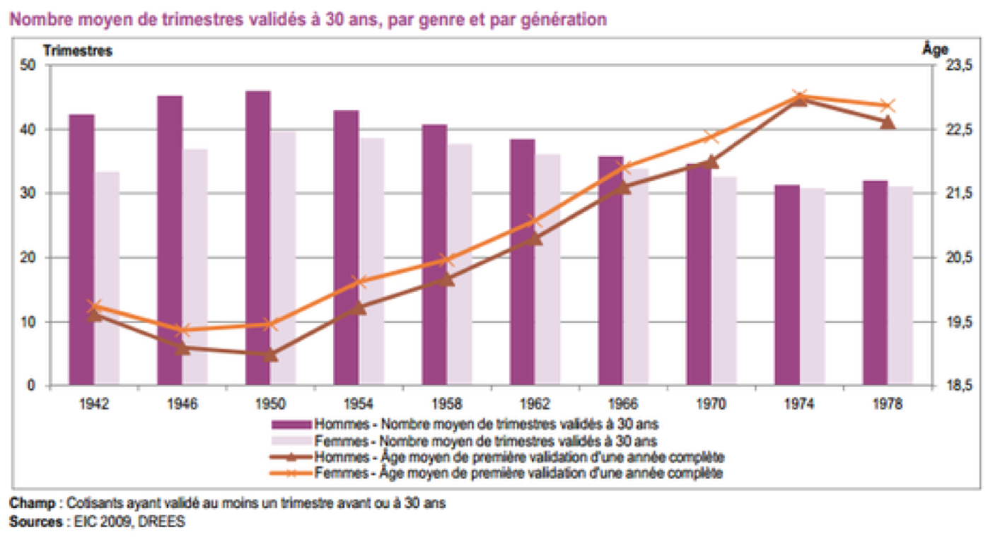 Nombre moyen de trimestres validés à 30 ans, par genre et par génération
Trimestres Âge
50 23,5
40 22,5
30 21,5
20 20,5
10 19,5
0 18,5
1942 1946 1950 1954 1958 1962 1966 1970 1974 1978
Hommes - Nombre moyen de trimestres validés à 30 ans
Femmes - Nombre moyen de trimestres validés à 30 ans
Hommes - Âge moyen de première validation d'une année complète
Femmes - Âge moyen de première validation d'une année complète
Champ : Cotisants ayant validé au moins un trimestre avant ou à 30 ans
Sources : EIC 2009, DREES